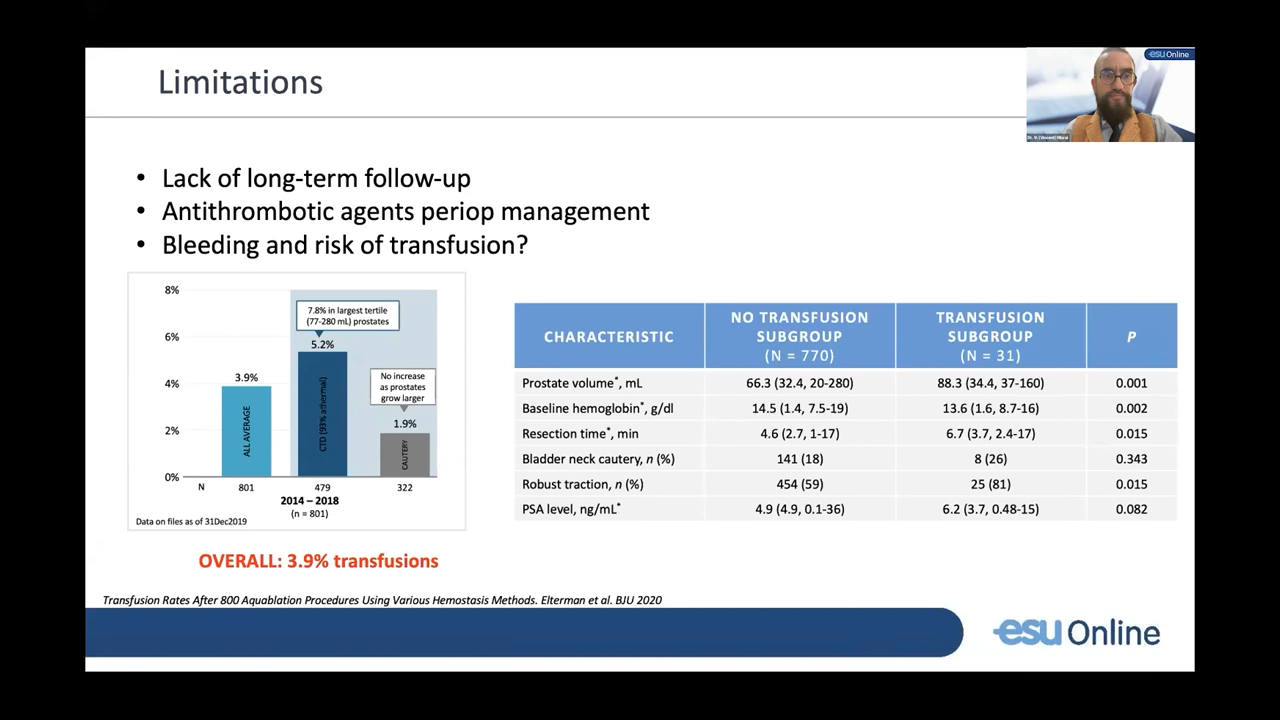 Limitations
esu Online
• Lack of long-term follow-up
• Antithrombotic agents periop management
• Bleeding and risk of transfusion?
8%
6%
4%
2%
0%
7.8% in largest tertile
(77-280 mL) prostates
5.2%
3.9%
No increase
as prostates
grow larger
1.9%
ALL AVERAGE
CTD (93% athermal)
CAUTERY
N 801 479 322
2014 – 2018
(n = 801)
Data on files as of 31Dec2019
OVERALL: 3.9% transfusions
CHARACTERISTIC
NO TRANSFUSION
SUBGROUP
(N = 770)
TRANSFUSION
SUBGROUP
(N = 31)
P
Prostate volume*, mL 66.3 (32.4, 20-280) 88.3 (34.4, 37-160) 0.001
Baseline hemoglobin*, g/dl 14.5 (1.4, 7.5-19) 13.6 (1.6, 8.7-16) 0.002
Resection time*, min 4.6 (2.7, 1-17) 6.7 (3.7, 2.4-17) 0.015
Bladder neck cautery, n (%) 141 (18) 8 (26) 0.343
Robust traction, n (%) 454 (59) 25 (81) 0.015
PSA level, ng/mL* 4.9 (4.9, 0.1-36) 6.2 (3.7, 0.48-15) 0.082
Transfusion Rates After 800 Aquablation Procedures Using Various Hemostasis Methods. Elterman et al. BJU 2020
esu Online